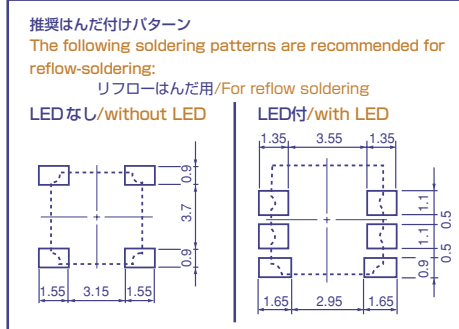 推奨はんだ付けパターン
The following soldering patterns are recommended for
reflow-soldering:
リフローはんだ用/For reflow soldering
LEDなし/without LED
0.9
3.7
0.9
1.55 3.15 1.55
LED付/with LED
1.35 3.55 1.35
1.1
0.5
1.1
0.5
0.9
1.65 2.95 1.65